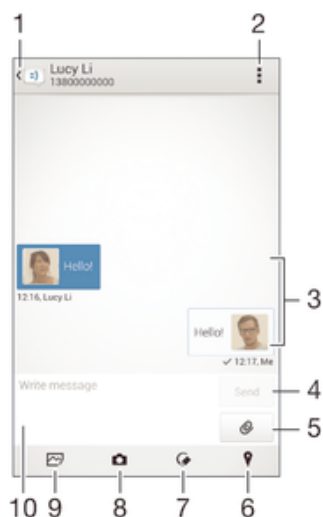 1 2
Lucy Li
13800000000
Hello!
12:16, Lucy Li
3
Hello!
12:17, Me
Write message
Send 4
5
10 9 8 7 6